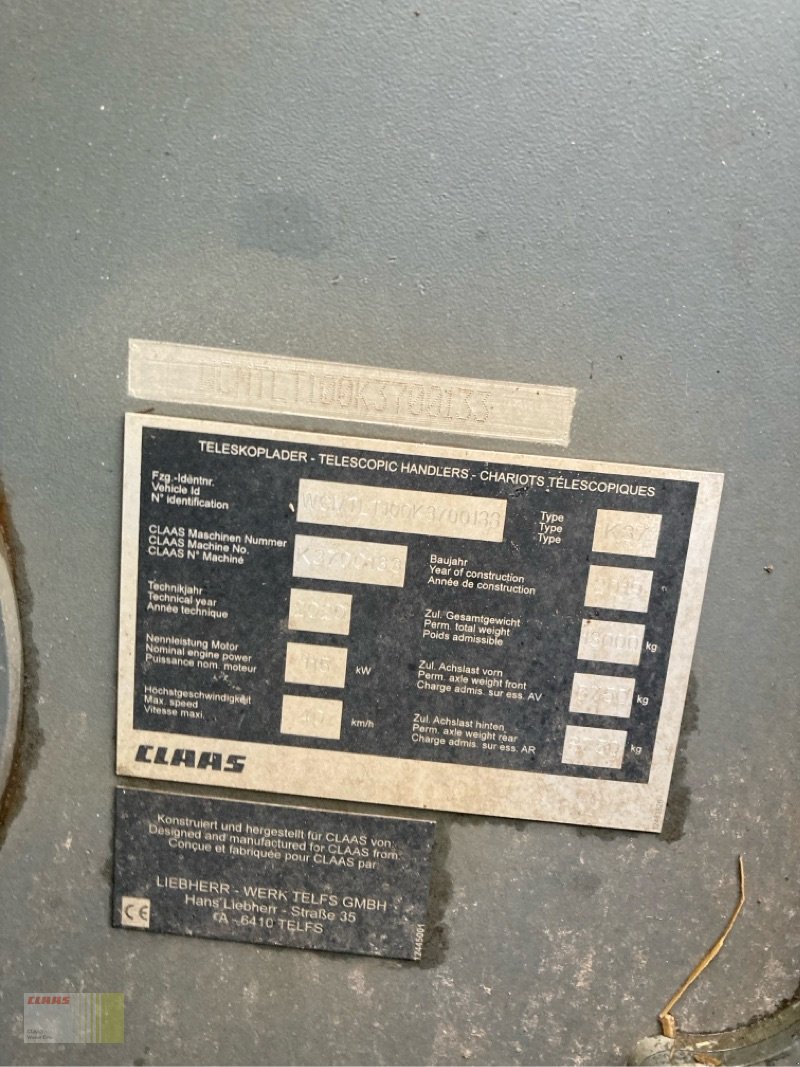 TELESKOPLADER - TELESCOPIC HANDLERS - CHARIOTS TÉLESCOPIQUES
Fzg.-Identnr.
Vehicle Id
N° identification
Type
Type
Type
K37
CLAAS Maschinen Nummer
CLAAS Machine No.
CLAAS N° Machine
K3700133
Baujahr
Year of construction
Année de construction
Technikjahr
Technical year
Année technique
Zul. Gesamtgewicht
Perm. total weight
Poids admissible
kg
Nennleistung Motor
Nominal engine power
Puissance nom. moteur
kW
Zul. Achslast vorn
Perm. axle weight front
Charge admis. sur ess. AV
kg
Höchstgeschwindigkeit
Max. speed
Vitesse maxi.
40
km/h
Zul. Achslast hinten
Perm. axle weight rear
Charge admis. sur ess. AR
kg
CLAAS
Konstruiert und hergestellt für CLAAS von
Designed and manufactured for CLAAS from:
Conçue et fabriquée pour CLAAS par
LIEBHERR - WERK TELFS GMBH
Hans Liebherr - Straße 35
A - 6410 TELFS
CE
12445001
CLAAS